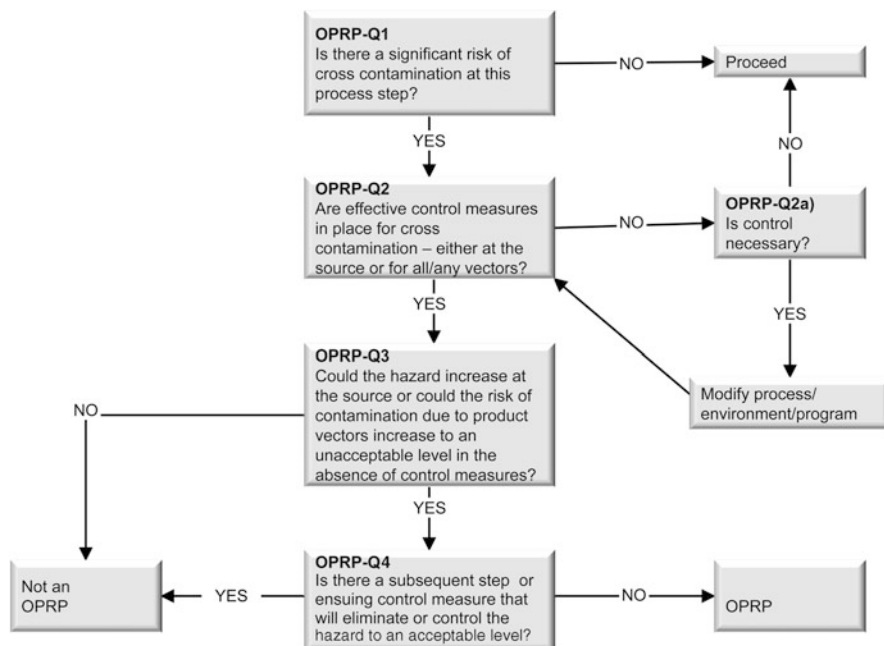 OPRP-Q1
Is there a significant risk of
cross contamination at this
process step?
NO
Proceed
YES
NO
OPRP-Q2
Are effective control measures
in place for cross
contamination – either at the
source or for all/any vectors?
NO
OPRP-Q2a)
Is control
necessary?
YES
YES
OPRP-Q3
Could the hazard increase at
the source or could the risk of
contamination due to product
vectors increase to an
unacceptable level in the
absence of control measures?
NO
Modify process/
environment/program
YES
OPRP-Q4
Is there a subsequent step or
ensuing control measure that
will eliminate or control the
hazard to an acceptable level?
YES
Not an
OPRP
NO
OPRP